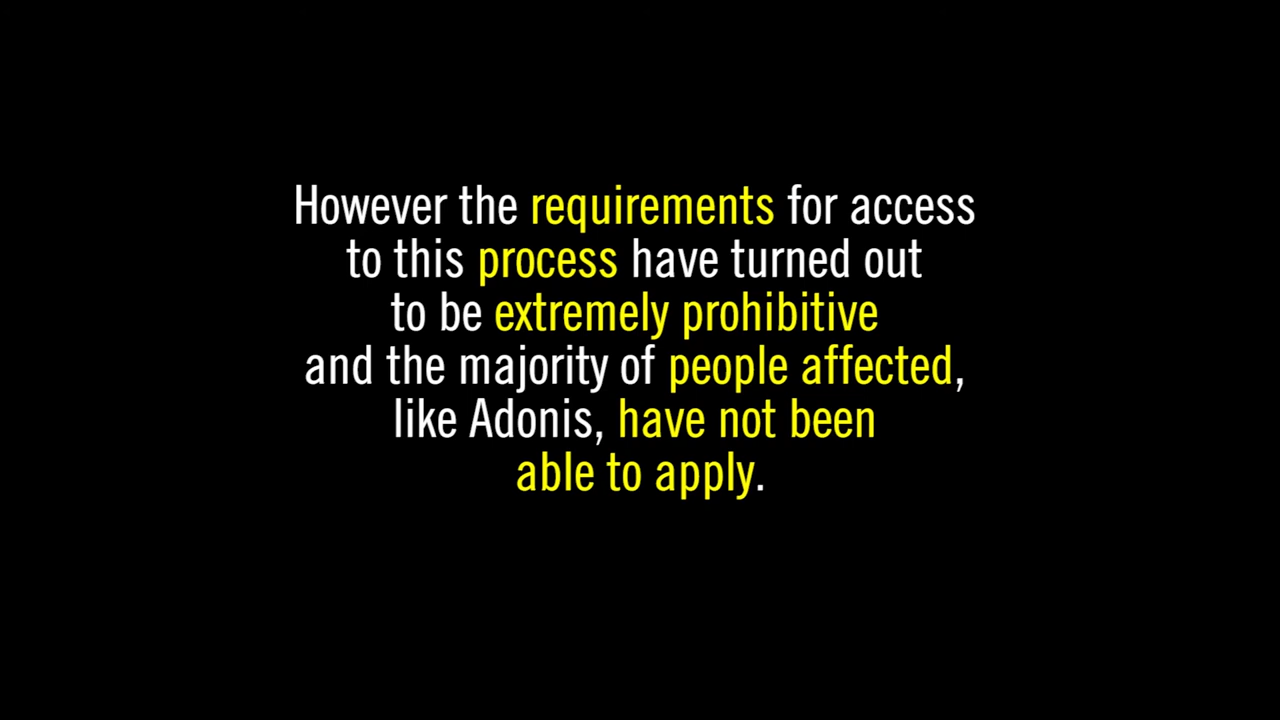 However the requirements for access
to this process have turned out
to be extremely prohibitive
and the majority of people affected,
like Adonis, have not been
able to apply.